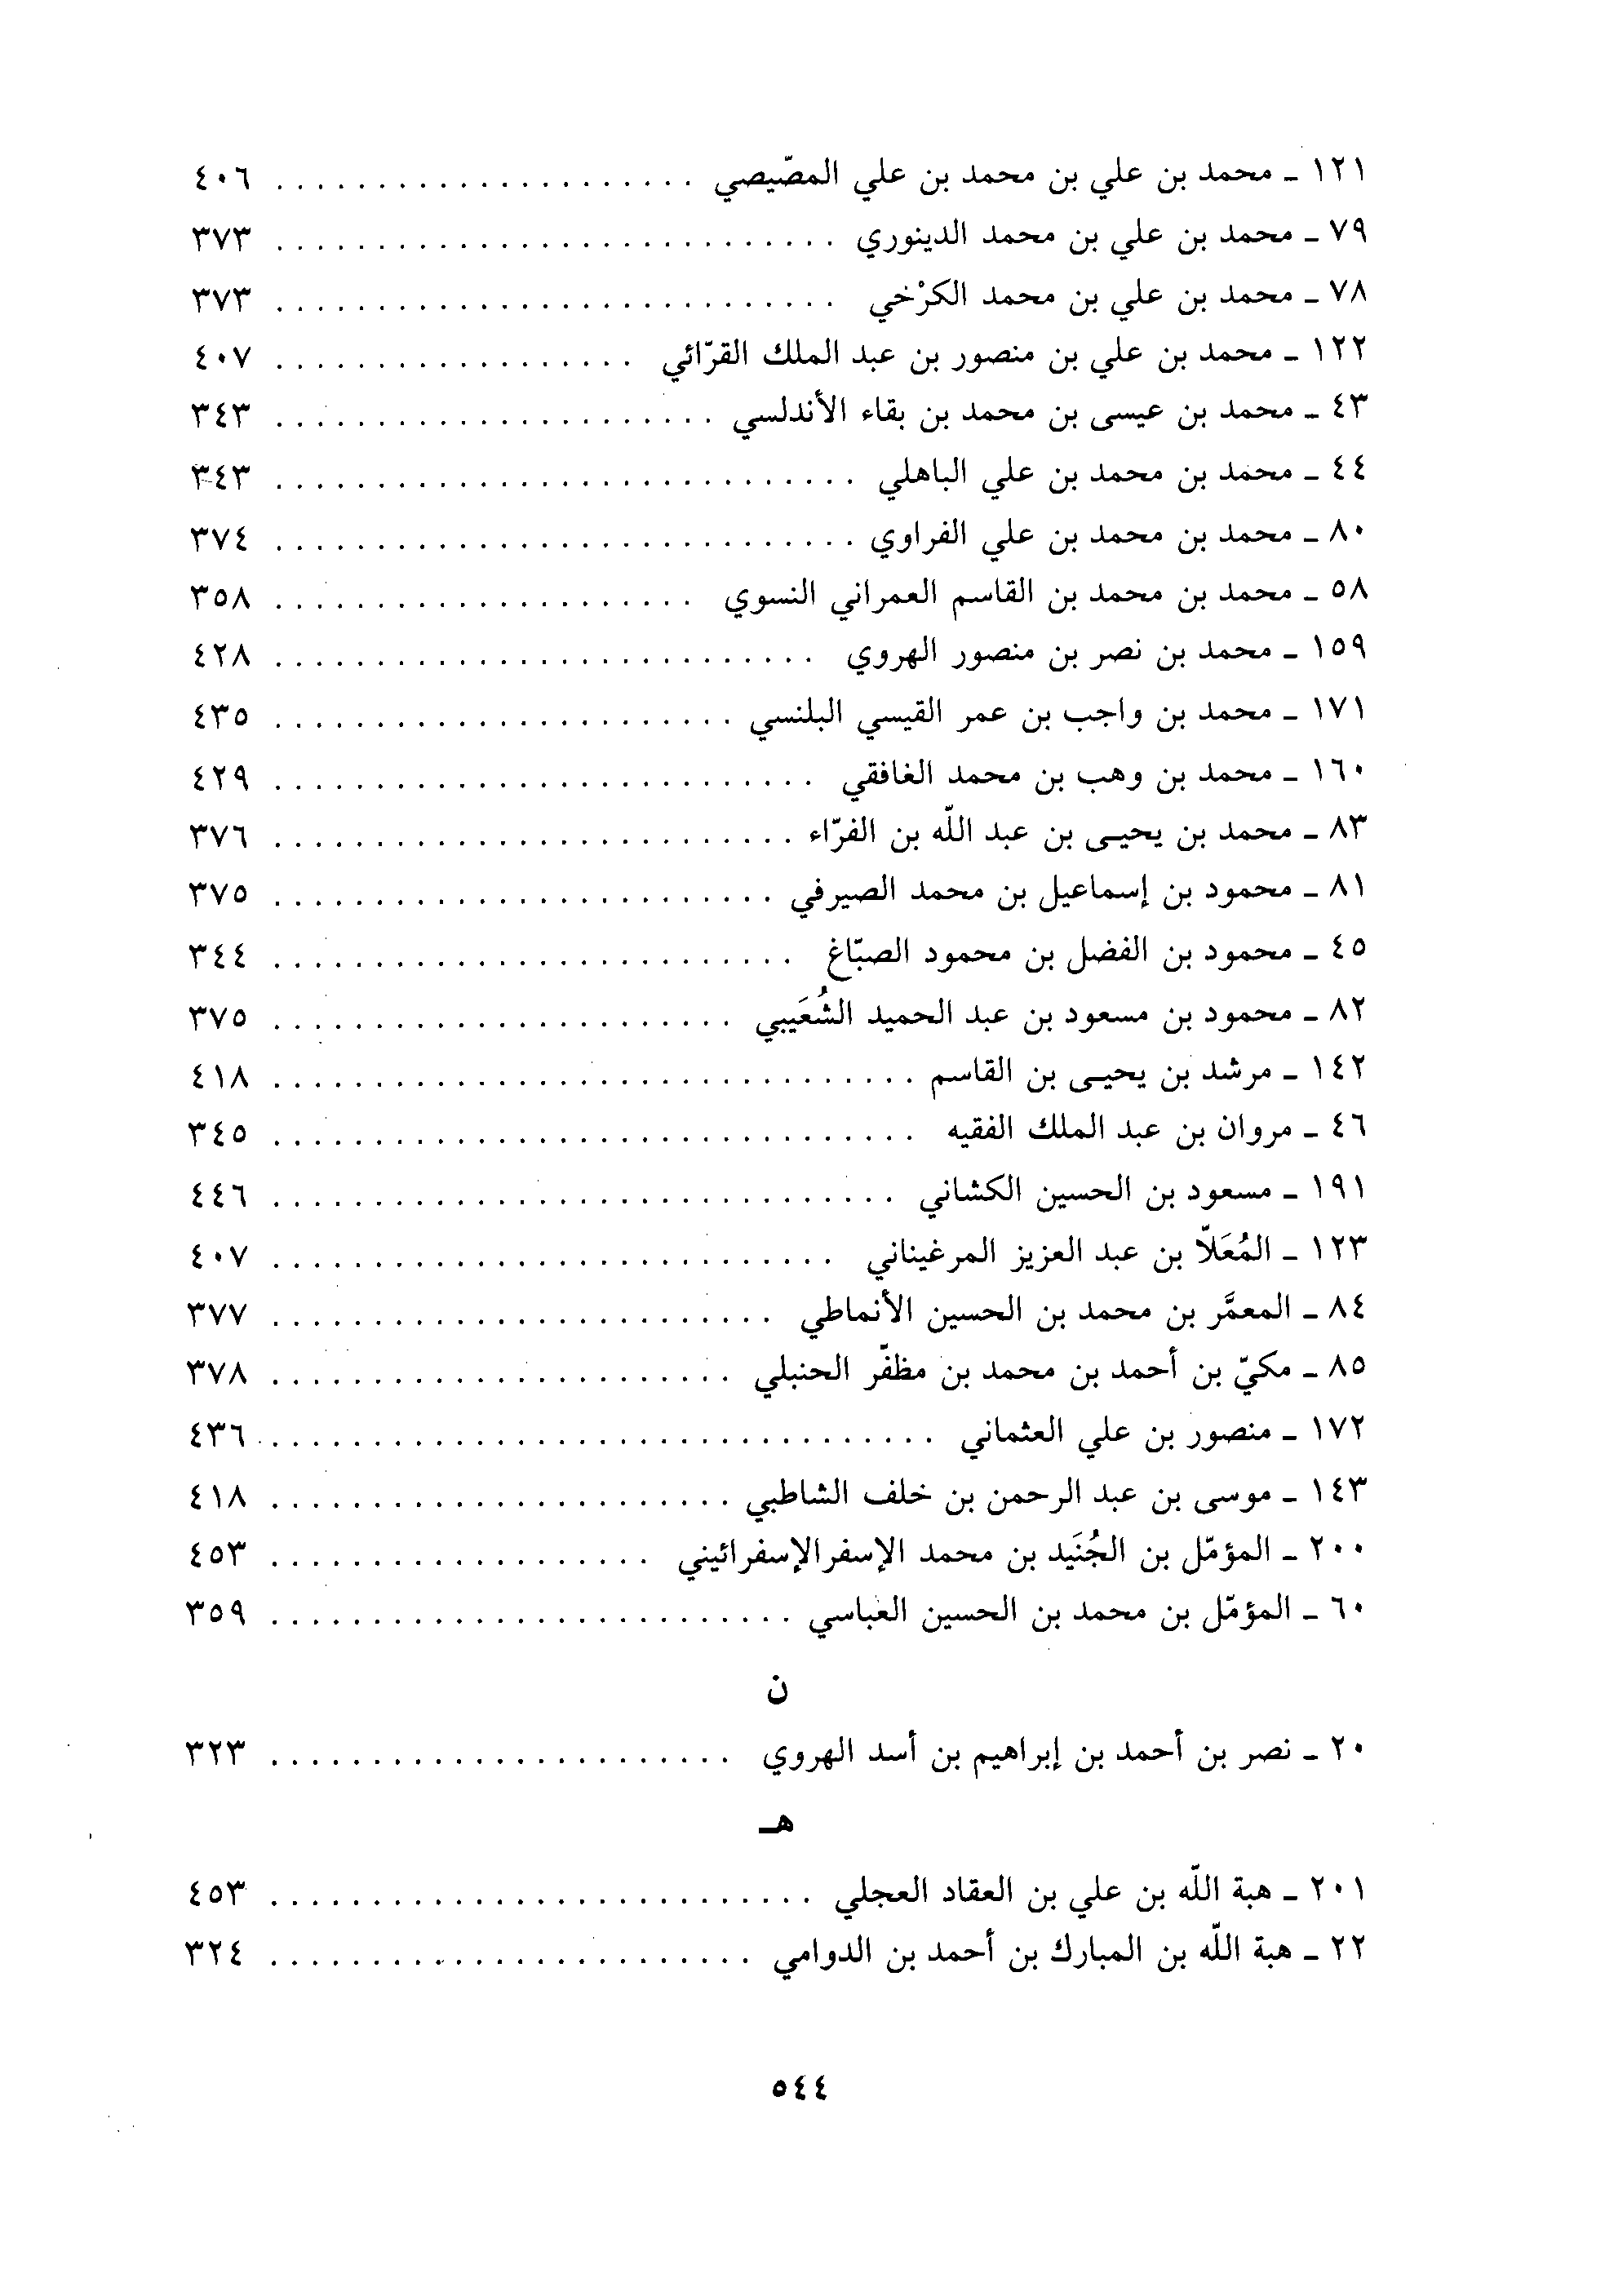 ١٢١ ـ محمد بن علي بن محمد بن علي المصّيصي . . . . . . . . . . . . . . . . . . . . . ٤٠٦
٧٩ ـ محمد بن علي بن محمد الدينوري . . . . . . . . . . . . . . . . . . . . . . . . . . . . ٣٧٣
٧٨ ـ محمد بن علي بن محمد الكرْخي . . . . . . . . . . . . . . . . . . . . . . . . . . . . ٣٧٣
١٢٢ ـ محمد بن علي بن منصور بن عبد الملك القرّائي . . . . . . . . . . . . . . . . . . ٤٠٧
٤٣ ـ محمد بن عيسى بن محمد بن بقاء الأندلسي . . . . . . . . . . . . . . . . . . . . . . ٣٤٣
٤٤ ـ محمد بن محمد بن علي الباهلي . . . . . . . . . . . . . . . . . . . . . . . . . . . . . ٣٤٣
٨٠ ـ محمد بن محمد بن علي الفراوي . . . . . . . . . . . . . . . . . . . . . . . . . . . . . ٣٧٤
٥٨ ـ محمد بن محمد بن القاسم العمراني النسوي . . . . . . . . . . . . . . . . . . . . . ٣٥٨
١٥٩ ـ محمد بن نصر بن منصور الهروي . . . . . . . . . . . . . . . . . . . . . . . . . . . ٤٢٨
١٧١ ـ محمد بن واجب بن عمر القيسي البلنسي . . . . . . . . . . . . . . . . . . . . . . . ٤٣٥
١٦٠ ـ محمد بن وهب بن محمد الغافقي . . . . . . . . . . . . . . . . . . . . . . . . . . . ٤٢٩
٨٣ ـ محمد بن يحيـى بن عبد اللّه بن الفرّاء . . . . . . . . . . . . . . . . . . . . . . . . . . ٣٧٦
٨١ ـ محمود بن إسماعيل بن محمد الصيرفي . . . . . . . . . . . . . . . . . . . . . . . . . ٣٧٥
٤٥ ـ محمود بن الفضل بن محمود الصبّاغ . . . . . . . . . . . . . . . . . . . . . . . . . . ٣٤٤
٨٢ ـ محمود بن مسعود بن عبد الحميد الشُعَيبي . . . . . . . . . . . . . . . . . . . . . . . ٣٧٥
١٤٢ ـ مرشد بن يحيـى بن القاسم . . . . . . . . . . . . . . . . . . . . . . . . . . . . . . . . ٤١٨
٤٦ ـ مروان بن عبد الملك الفقيه . . . . . . . . . . . . . . . . . . . . . . . . . . . . . . . . ٣٤٥
١٩١ ـ مسعود بن الحسين الكشاني . . . . . . . . . . . . . . . . . . . . . . . . . . . . . . . ٤٤٦
١٢٣ ـ المُعَلاّ بن عبد العزيز المرغيناني . . . . . . . . . . . . . . . . . . . . . . . . . . . . ٤٠٧
٨٤ ـ المعمَّر بن محمد بن الحسين الأنماطي . . . . . . . . . . . . . . . . . . . . . . . . . ٣٧٧
٨٥ ـ مكيّ بن أحمد بن محمد بن مظفّر الحنبلي . . . . . . . . . . . . . . . . . . . . . . . ٣٧٨
١٧٢ ـ منصور بن علي العثماني . . . . . . . . . . . . . . . . . . . . . . . . . . . . . . . . . ٤٣٦
١٤٣ ـ موسى بن عبد الرحمن بن خلف الشاطبي . . . . . . . . . . . . . . . . . . . . . . . ٤١٨
٢٠٠ ـ المؤمّل بن الجُنَيد بن محمد الإسفرالإسفرائيني . . . . . . . . . . . . . . . . . . . ٤٥٣
٦٠ ـ المؤمّل بن محمد بن الحسين العباسي . . . . . . . . . . . . . . . . . . . . . . . . . . ٣٥٩
ن
٢٠ ـ نصر بن أحمد بن إبراهيم بن أسد الهروي . . . . . . . . . . . . . . . . . . . . . . . ٣٢٣
هـ
٢٠١ ـ هبة اللّه بن علي بن العقاد العجلي . . . . . . . . . . . . . . . . . . . . . . . . . . . ٤٥٣
٢٢ ـ هبة اللّه بن المبارك بن أحمد بن الدوامي . . . . . . . . . . . . . . . . . . . . . . . . ٣٢٤
٥٤٤